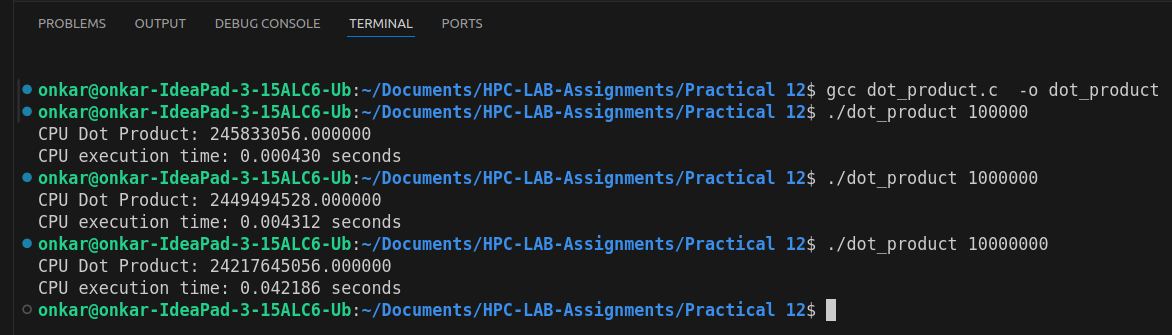 PROBLEMS OUTPUT DEBUG CONSOLE TERMINAL PORTS
onkar@onkar-IdeaPad-3-15ALC6-Ub:~/Documents/HPC-LAB-Assignments/Practical 12$ gcc dot_product.c  -o dot_product
onkar@onkar-IdeaPad-3-15ALC6-Ub:~/Documents/HPC-LAB-Assignments/Practical 12$ ./dot_product 100000
CPU Dot Product: 245833056.000000
CPU execution time: 0.000430 seconds
onkar@onkar-IdeaPad-3-15ALC6-Ub:~/Documents/HPC-LAB-Assignments/Practical 12$ ./dot_product 1000000
CPU Dot Product: 2449494528.000000
CPU execution time: 0.004312 seconds
onkar@onkar-IdeaPad-3-15ALC6-Ub:~/Documents/HPC-LAB-Assignments/Practical 12$ ./dot_product 10000000
CPU Dot Product: 24217645056.000000
CPU execution time: 0.042186 seconds
onkar@onkar-IdeaPad-3-15ALC6-Ub:~/Documents/HPC-LAB-Assignments/Practical 12$